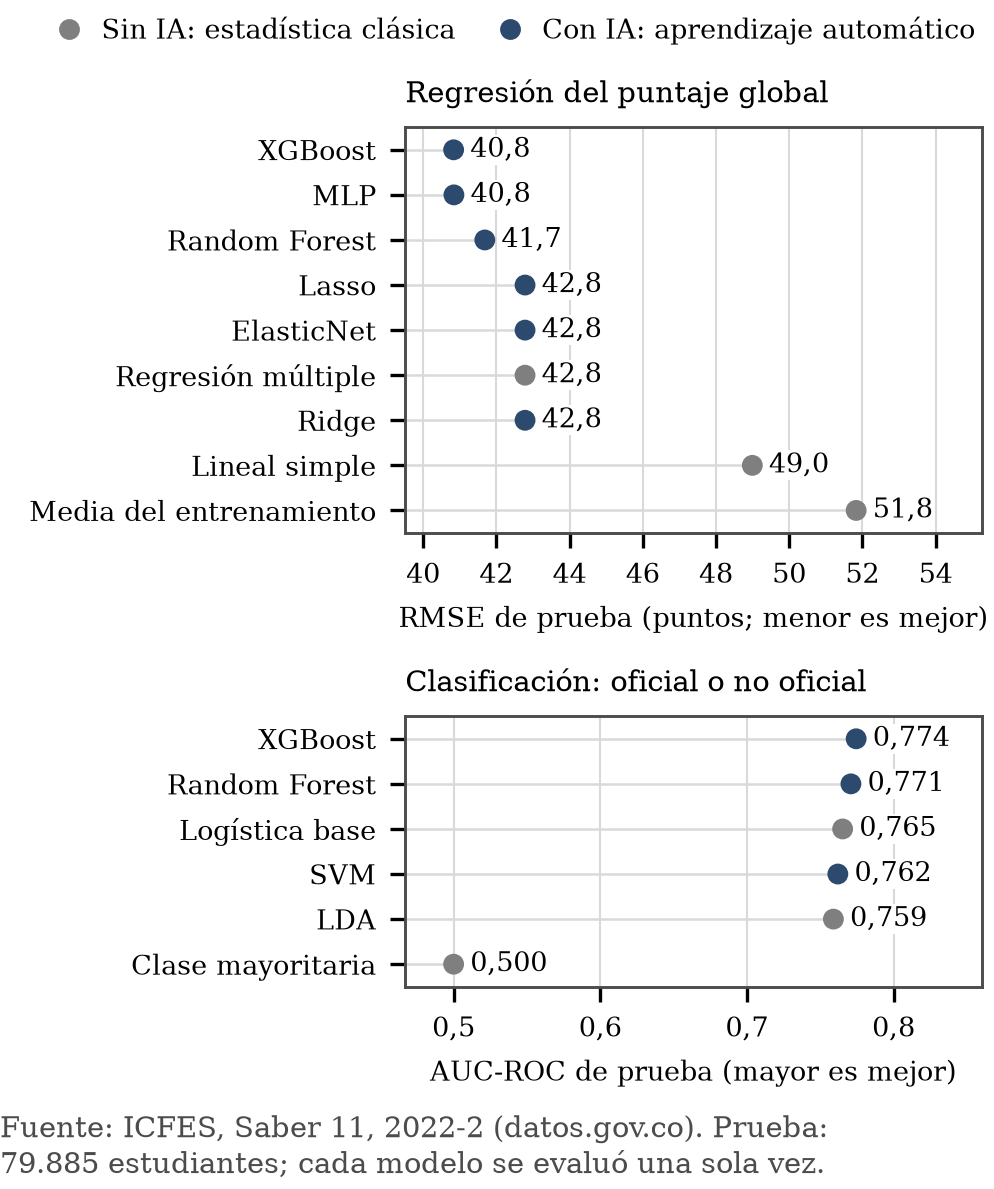 Sin IA: estadística clásica Con IA: aprendizaje automático
Regresión del puntaje global
XGBoost 40,8
MLP 40,8
Random Forest 41,7
Lasso 42,8
ElasticNet 42,8
Regresión múltiple 42,8
Ridge 42,8
Lineal simple 49,0
Media del entrenamiento 51,8
40 42 44 46 48 50 52 54
RMSE de prueba (puntos; menor es mejor)
Clasificación: oficial o no oficial
XGBoost 0,774
Random Forest 0,771
Logística base 0,765
SVM 0,762
LDA 0,759
Clase mayoritaria 0,500
0,5 0,6 0,7 0,8
AUC-ROC de prueba (mayor es mejor)
Fuente: ICFES, Saber 11, 2022-2 (datos.gov.co). Prueba:
79.885 estudiantes; cada modelo se evaluó una sola vez.